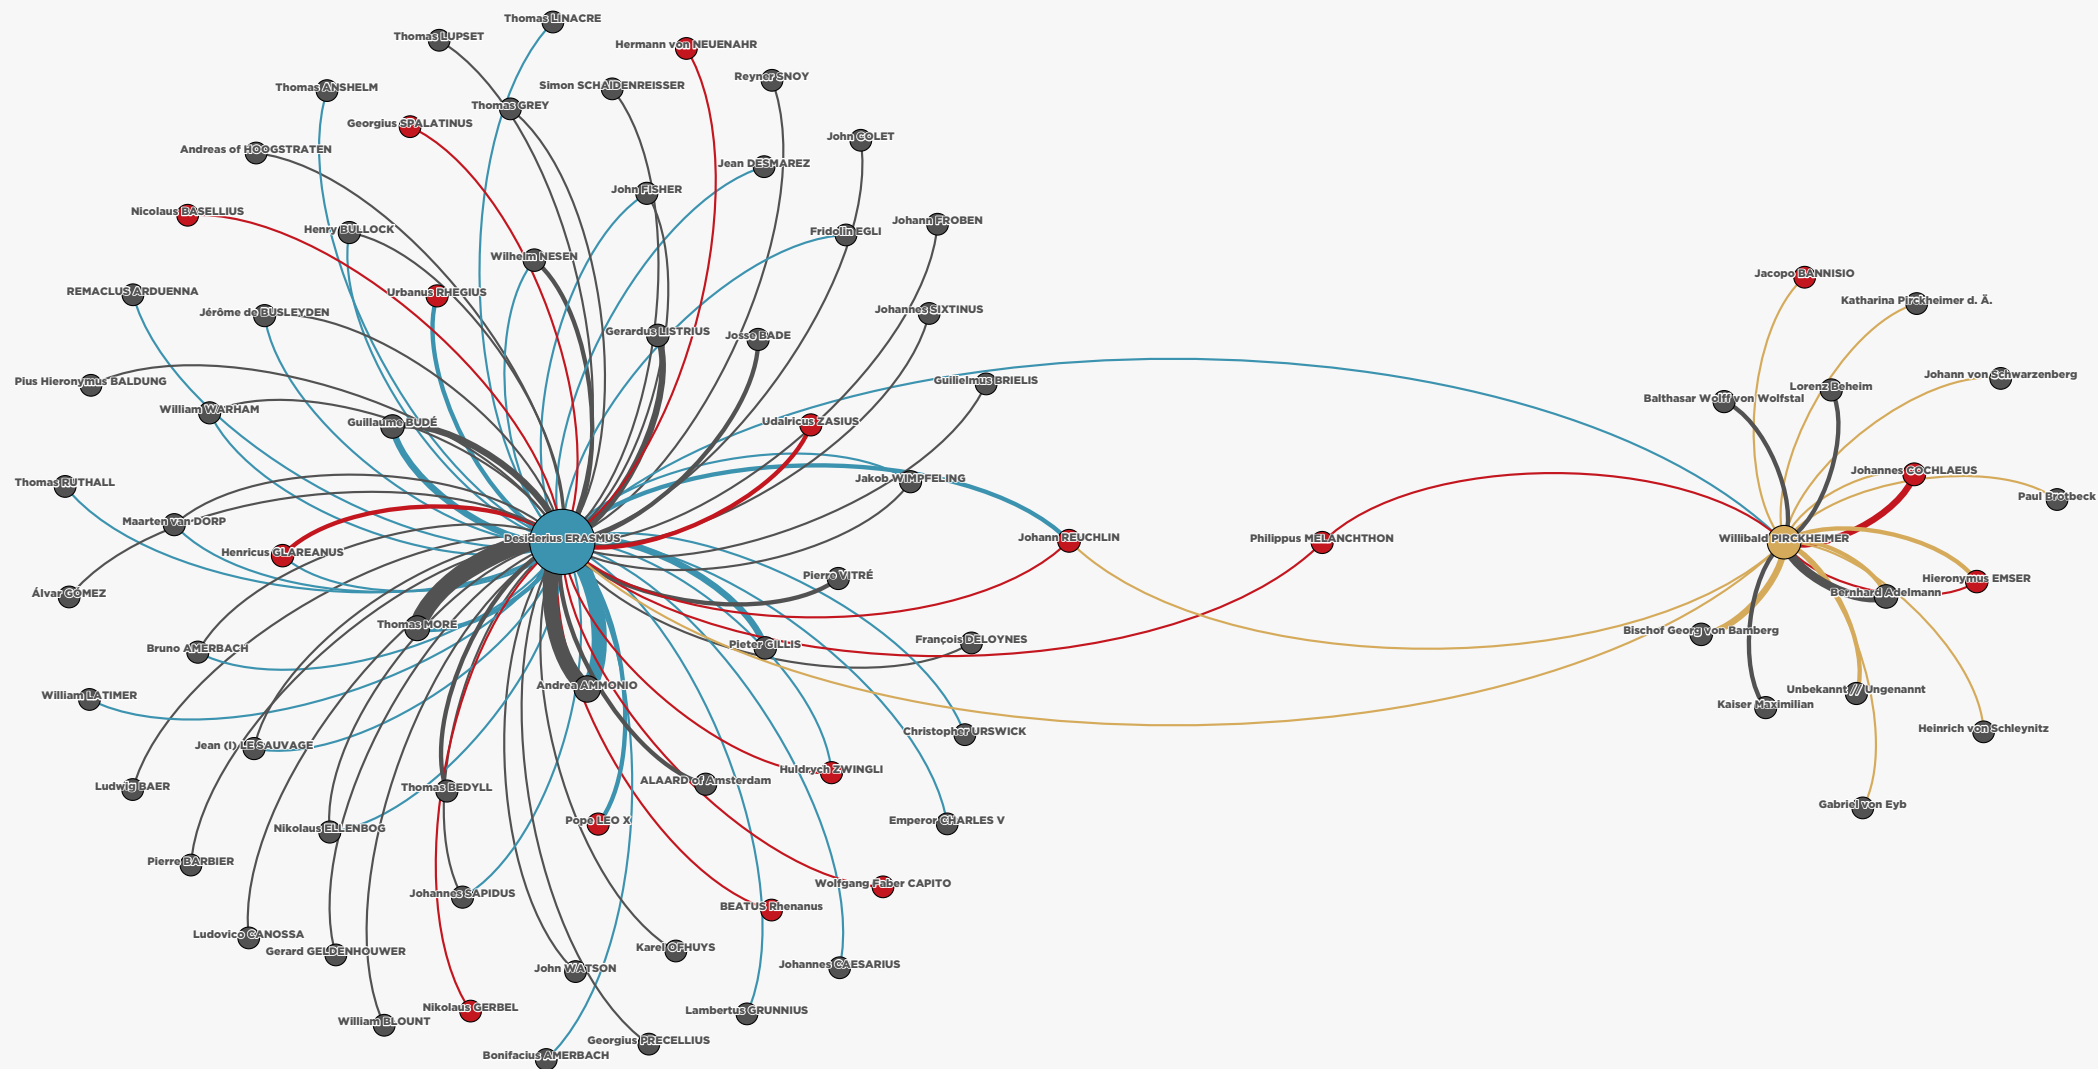 Thomas LINACRE
Thomas LUPSET
Hermann von NEUENAHR
Reyner SNOY
Thomas ANSHELM
Simon SCHAIDENREISSER
Thomas GREY
Georgius SPALATINUS
John COLET
Andreas of HOOGSTRATEN
Jean DESMAREZ
John FISHER
Nicolaus BASELLIUS
Henry BULLOCK
Fridolin EGLI
Johann FROBEN
Wilhelm NESEN
Jacopo BANNISIO
REMACLUS ARDUENNA
Urbanus RHEGIUS
Katharina Pirckheimer d. Ä.
Jérôme de BUSLEYDEN
Johannes SIXTINUS
Gerardus LISTRIUS
Josse BADE
Pius Hieronymus BALDUNG
Guilielmus BRIELIS
Johann von Schwarzenberg
Lorenz Beheim
Balthasar Wolff von Wolfstal
William WARHAM
Guillaume BUDÉ
Udalricus ZASIUS
Johannes COCHLAEUS
Thomas RUTHALL
Jakob WIMPFELING
Paul Brotbeck
Maarten van DORP
Desiderius ERASMUS
Johann REUCHLIN
Philippus MELANCHTHON
Willibald PIRCKHEIMER
Henricus GLAREANUS
Pierre VITRÉ
Hieronymus EMSER
Álvar GÓMEZ
Bernhard Adelmann
Thomas MORE
Bischof Georg von Bamberg
Bruno AMERBACH
Pieter GILLIS
François DELOYNES
Andrea AMMONIO
Unbekannt // Ungenannt
William LATIMER
Kaiser Maximilian
Christopher URSWICK
Heinrich von Schleynitz
Jean (I) LE SAUVAGE
Huldrych ZWINGLI
Ludwig BAER
Thomas BEDYLL
ALAARD of Amsterdam
Gabriel von Eyb
Nikolaus ELLENBOG
Pope LEO X
Emperor CHARLES V
Pierre BARBIER
Johannes SAPIDUS
Wolfgang Faber CAPITO
BEATUS Rhenanus
Ludovico CANOSSA
Gerard GELDENHOUWER
Karel OFHUYS
John WATSON
Johannes CAESARIUS
William BLOUNT
Nikolaus GERBEL
Lambertus GRUNNIUS
Georgius PRECELLIUS
Bonifacius AMERBACH